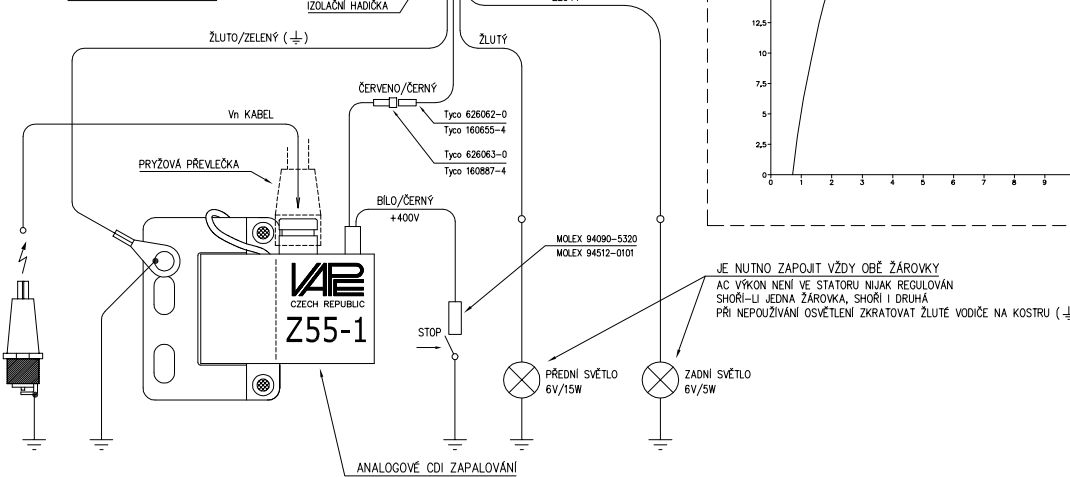 IZOLAČNÍ HADIČKA
ŽLUTO/ZELENÝ (⏚)
ŽLUTÝ
ČERVENO/ČERNÝ
Vn KABEL
Tyco 626062-0
Tyco 160655-4
PRYŽOVÁ PŘEVLEČKA
Tyco 626063-0
Tyco 160887-4
BÍLO/ČERNÝ
+400V
MOLEX 94090-5320
MOLEX 94512-0101
VAPE
CZECH REPUBLIC
Z55-1
STOP
JE NUTNO ZAPOJIT VŽDY OBĚ ŽÁROVKY
AC VÝKON NENÍ VE STATORU NIJAK REGULOVÁN
SHOŘÍ-LI JEDNA ŽÁROVKA, SHOŘÍ I DRUHÁ
PŘI NEPOUŽÍVÁNÍ OSVĚTLENÍ ZKRATOVAT ŽLUTÉ VODIČE NA KOSTRU (⏚
PŘEDNÍ SVĚTLO
6V/15W
ZADNÍ SVĚTLO
6V/5W
ANALOGOVÉ CDI ZAPALOVÁNÍ
12,5
10
7,5
5
2,5
0
0 1 2 3 4 5 6 7 8 9